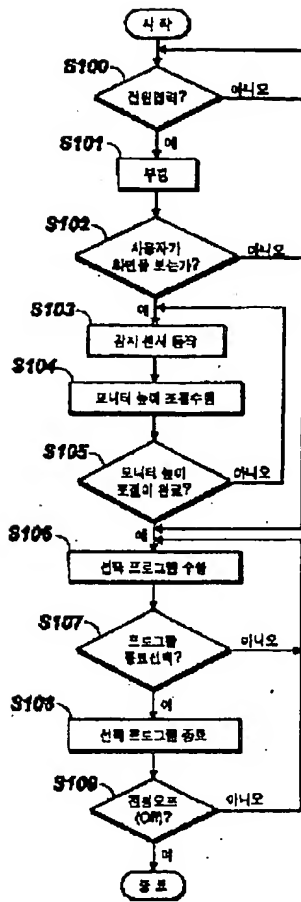 시 작
S100
전원입력?
아니오
예
S101
부팅
S102
사용자가
화면을 보는가?
아니오
예
S103
감지 센서 동작
S104
모니터 높이 조절수행
S105
모니터 높이
조절이 완료?
아니오
예
S106
선택 프로그램 수행
S107
프로그램
종료선택?
아니오
예
S108
선택 프로그램 종료
S109
전원오프
(Off)?
아니오
예
종 료